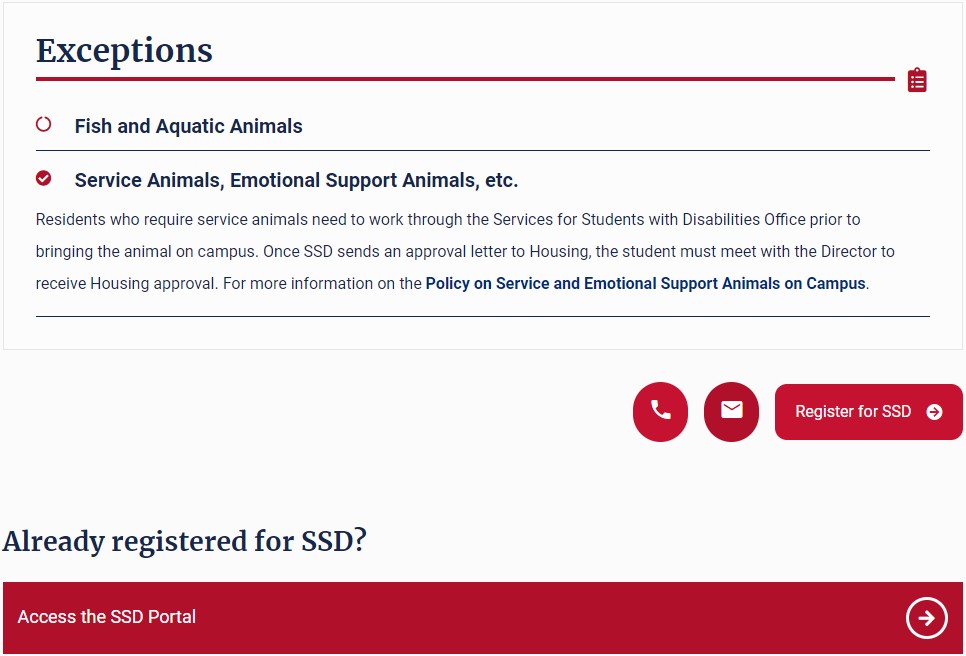 Exceptions
Fish and Aquatic Animals
Service Animals, Emotional Support Animals, etc.
Residents who require service animals need to work through the Services for Students with Disabilities Office prior to
bringing the animal on campus. Once SSD sends an approval letter to Housing, the student must meet with the Director to
receive Housing approval. For more information on the Policy on Service and Emotional Support Animals on Campus.
Register for SSD
Already registered for SSD?
Access the SSD Portal